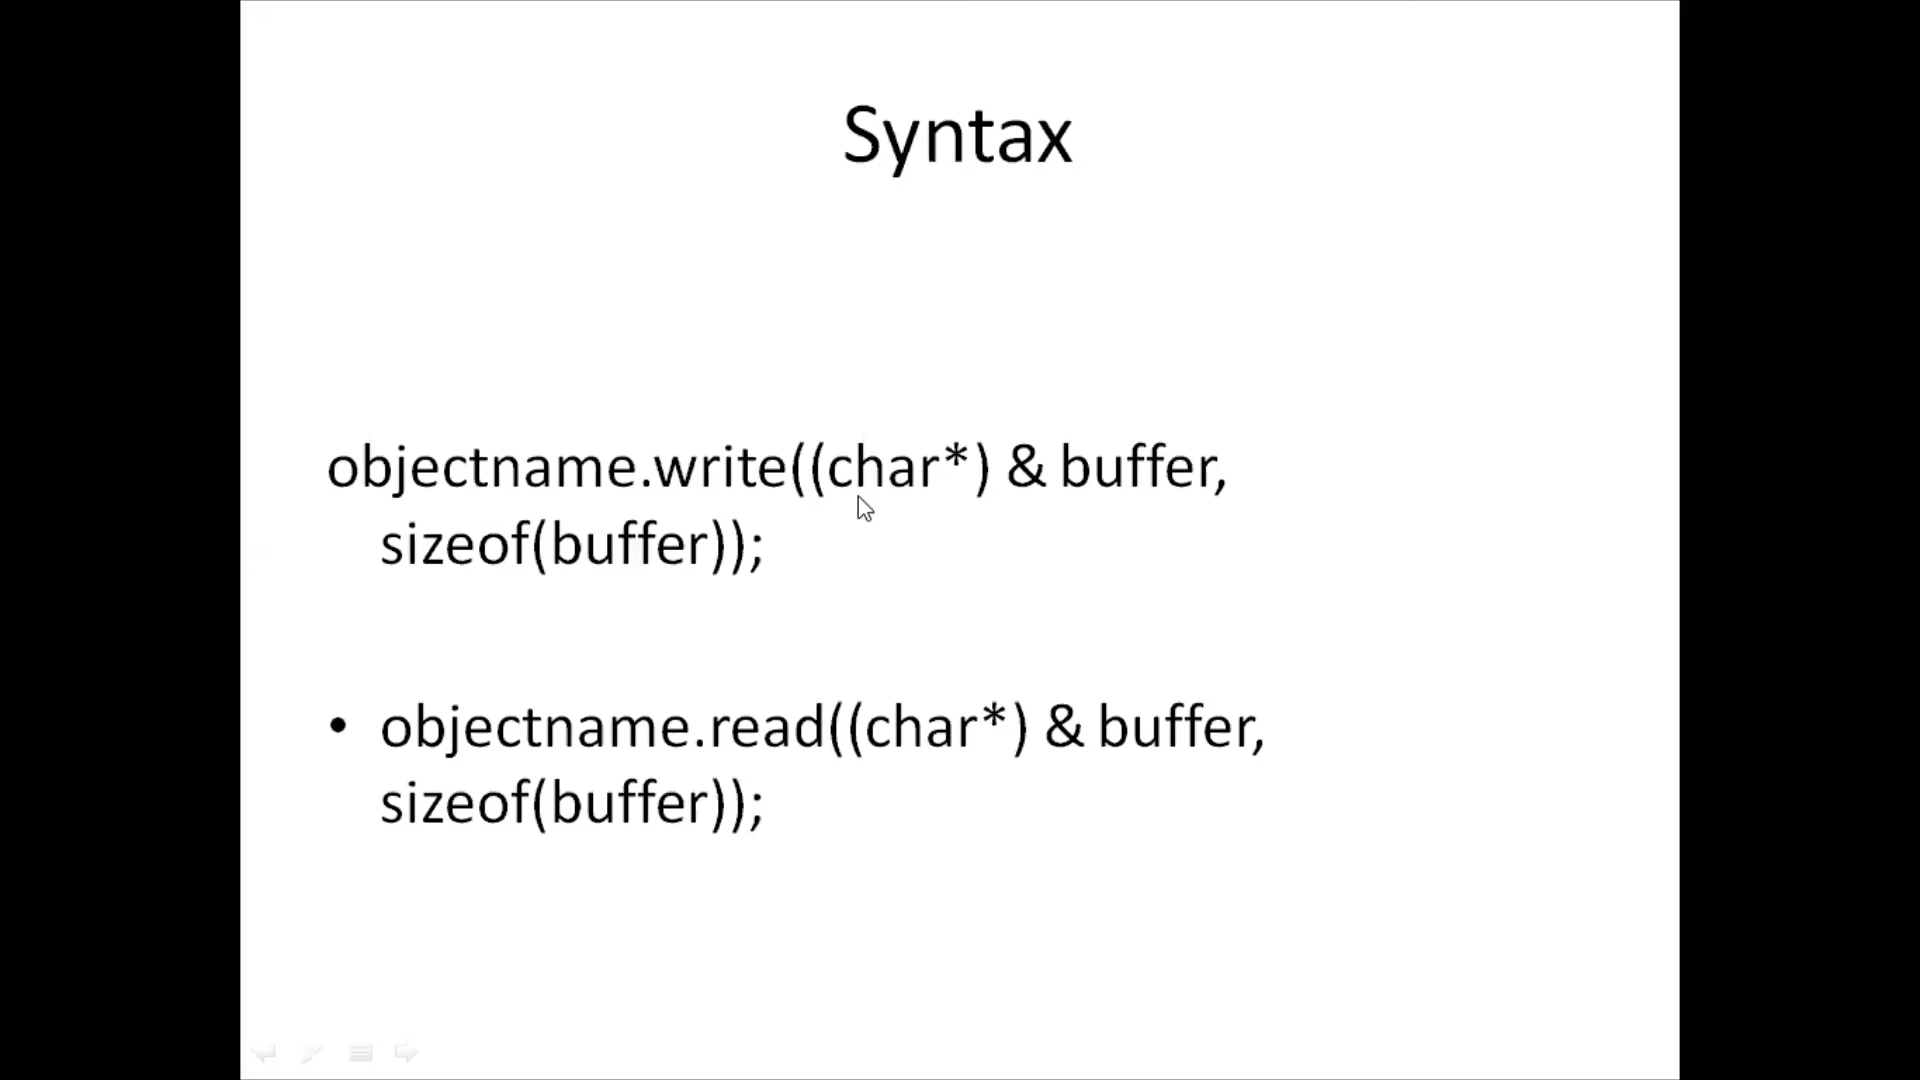 Syntax
objectname.write((char*) & buffer,
sizeof(buffer));
• objectname.read((char*) & buffer,
sizeof(buffer));